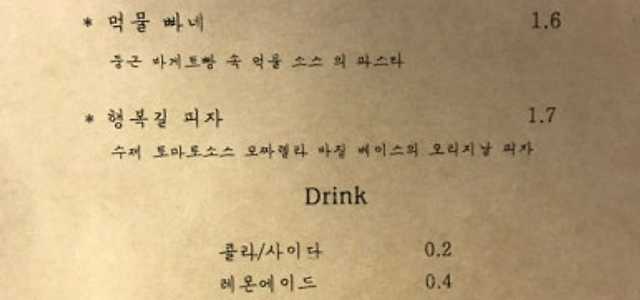 * 먹물 빠네 1.6
둥근 바게트빵 속 먹물 소스 의 파스타
* 행복길 피자 1.7
수제 토마토소스 모짜렐라 바질 베이스의 오리지날 피자
Drink
콜라/사이다 0.2
레몬에이드 0.4